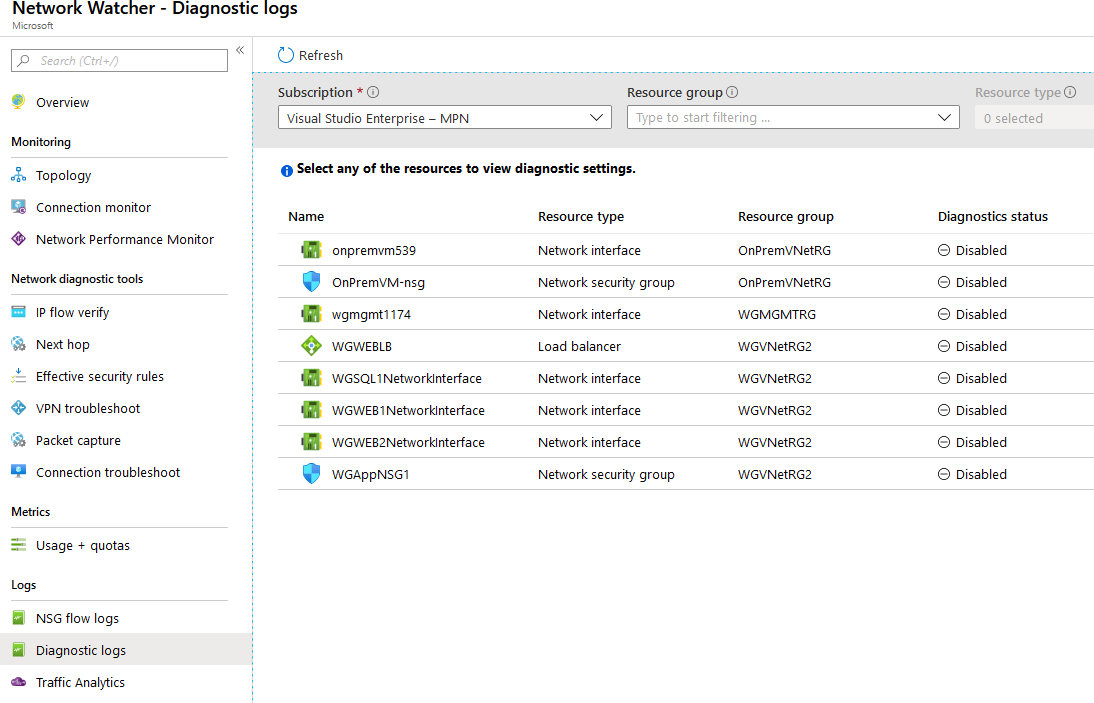 Network Watcher - Diagnostic logs
Microsoft
Search (Ctrl+/)
«
Overview
Monitoring
Topology
Connection monitor
Network Performance Monitor
Network diagnostic tools
IP flow verify
Next hop
Effective security rules
VPN troubleshoot
Packet capture
Connection troubleshoot
Metrics
Usage + quotas
Logs
NSG flow logs
Diagnostic logs
Traffic Analytics
Refresh
Subscription * Resource group Resource type
Visual Studio Enterprise – MPN Type to start filtering ... 0 selected
Select any of the resources to view diagnostic settings.
Name Resource type Resource group Diagnostics status
onpremvm539 Network interface OnPremVNetRG Disabled
OnPremVM-nsg Network security group OnPremVNetRG Disabled
wgmgmt1174 Network interface WGMGMTRG Disabled
WGWEBLB Load balancer WGVNetRG2 Disabled
WGSQL1NetworkInterface Network interface WGVNetRG2 Disabled
WGWEB1NetworkInterface Network interface WGVNetRG2 Disabled
WGWEB2NetworkInterface Network interface WGVNetRG2 Disabled
WGAppNSG1 Network security group WGVNetRG2 Disabled